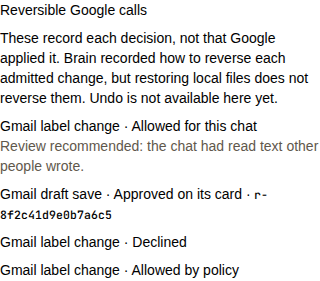 Reversible Google calls
These record each decision, not that Google
applied it. Brain recorded how to reverse each
admitted change, but restoring local files does not
reverse them. Undo is not available here yet.
Gmail label change · Allowed for this chat
Review recommended: the chat had read text other
people wrote.
Gmail draft save · Approved on its card · r-
8f2c41d9e0b7a6c5
Gmail label change · Declined
Gmail label change · Allowed by policy